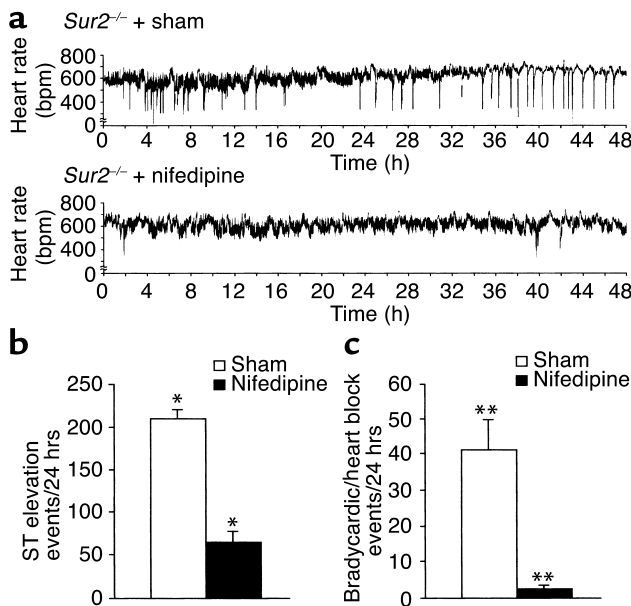 a
Sur2–/– + sham
Heart rate
(bpm)
800
600
400
0
0 4 8 12 16 20 24 28 32 36 40 44 48
Time (h)
Sur2–/– + nifedipine
Heart rate
(bpm)
800
600
400
0
0 4 8 12 16 20 24 28 32 36 40 44 48
Time (h)
b
Sham
Nifedipine
ST elevation
events/24 hrs
250
200
150
100
50
0
*
*
c
Sham
Nifedipine
Bradycardic/heart block
events/24 hrs
60
50
40
30
20
10
0
**
**